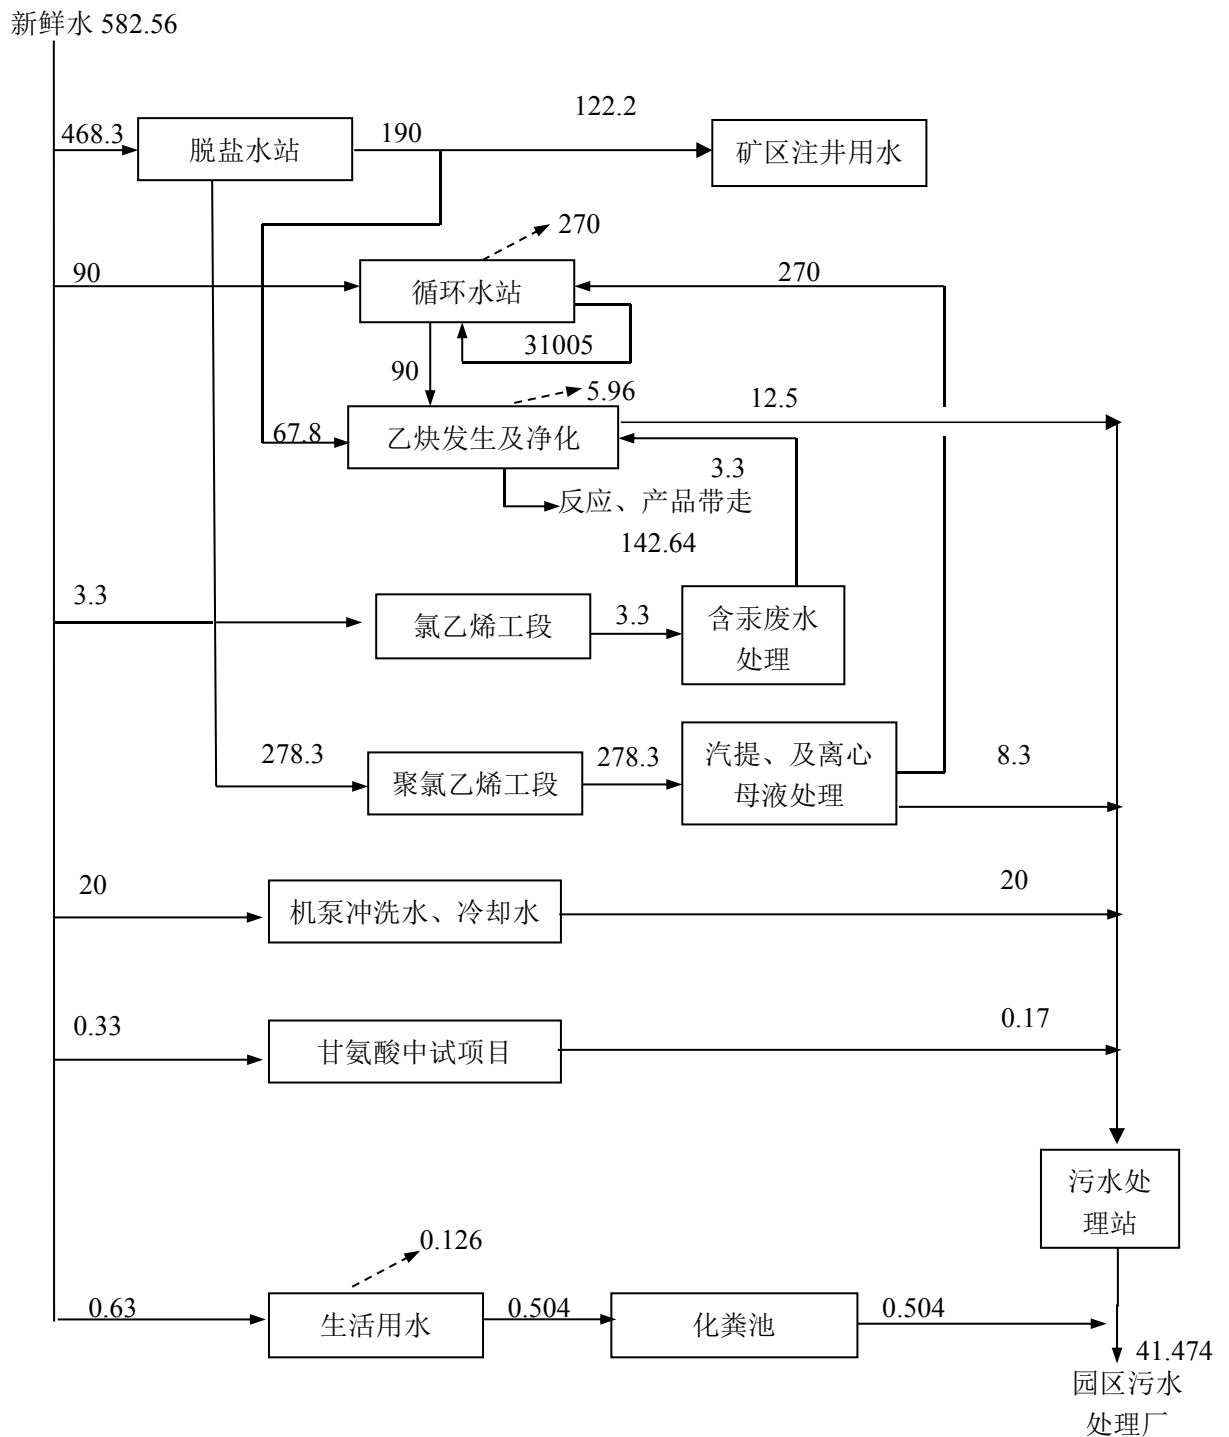 新鲜水 582.56
122.2
468.3
脱盐水站
190
矿区注井用水
270
90
循环水站
270
31005
90
5.96
12.5
67.8
乙炔发生及净化
3.3
反应、产品带走
142.64
3.3
氯乙烯工段
3.3
含汞废水
处理
278.3
聚氯乙烯工段
278.3
汽提、及离心
母液处理
8.3
20
机泵冲洗水、冷却水
20
0.33
甘氨酸中试项目
0.17
污水处
理站
0.126
0.63
生活用水
0.504
化粪池
0.504
41.474
园区污水
处理厂